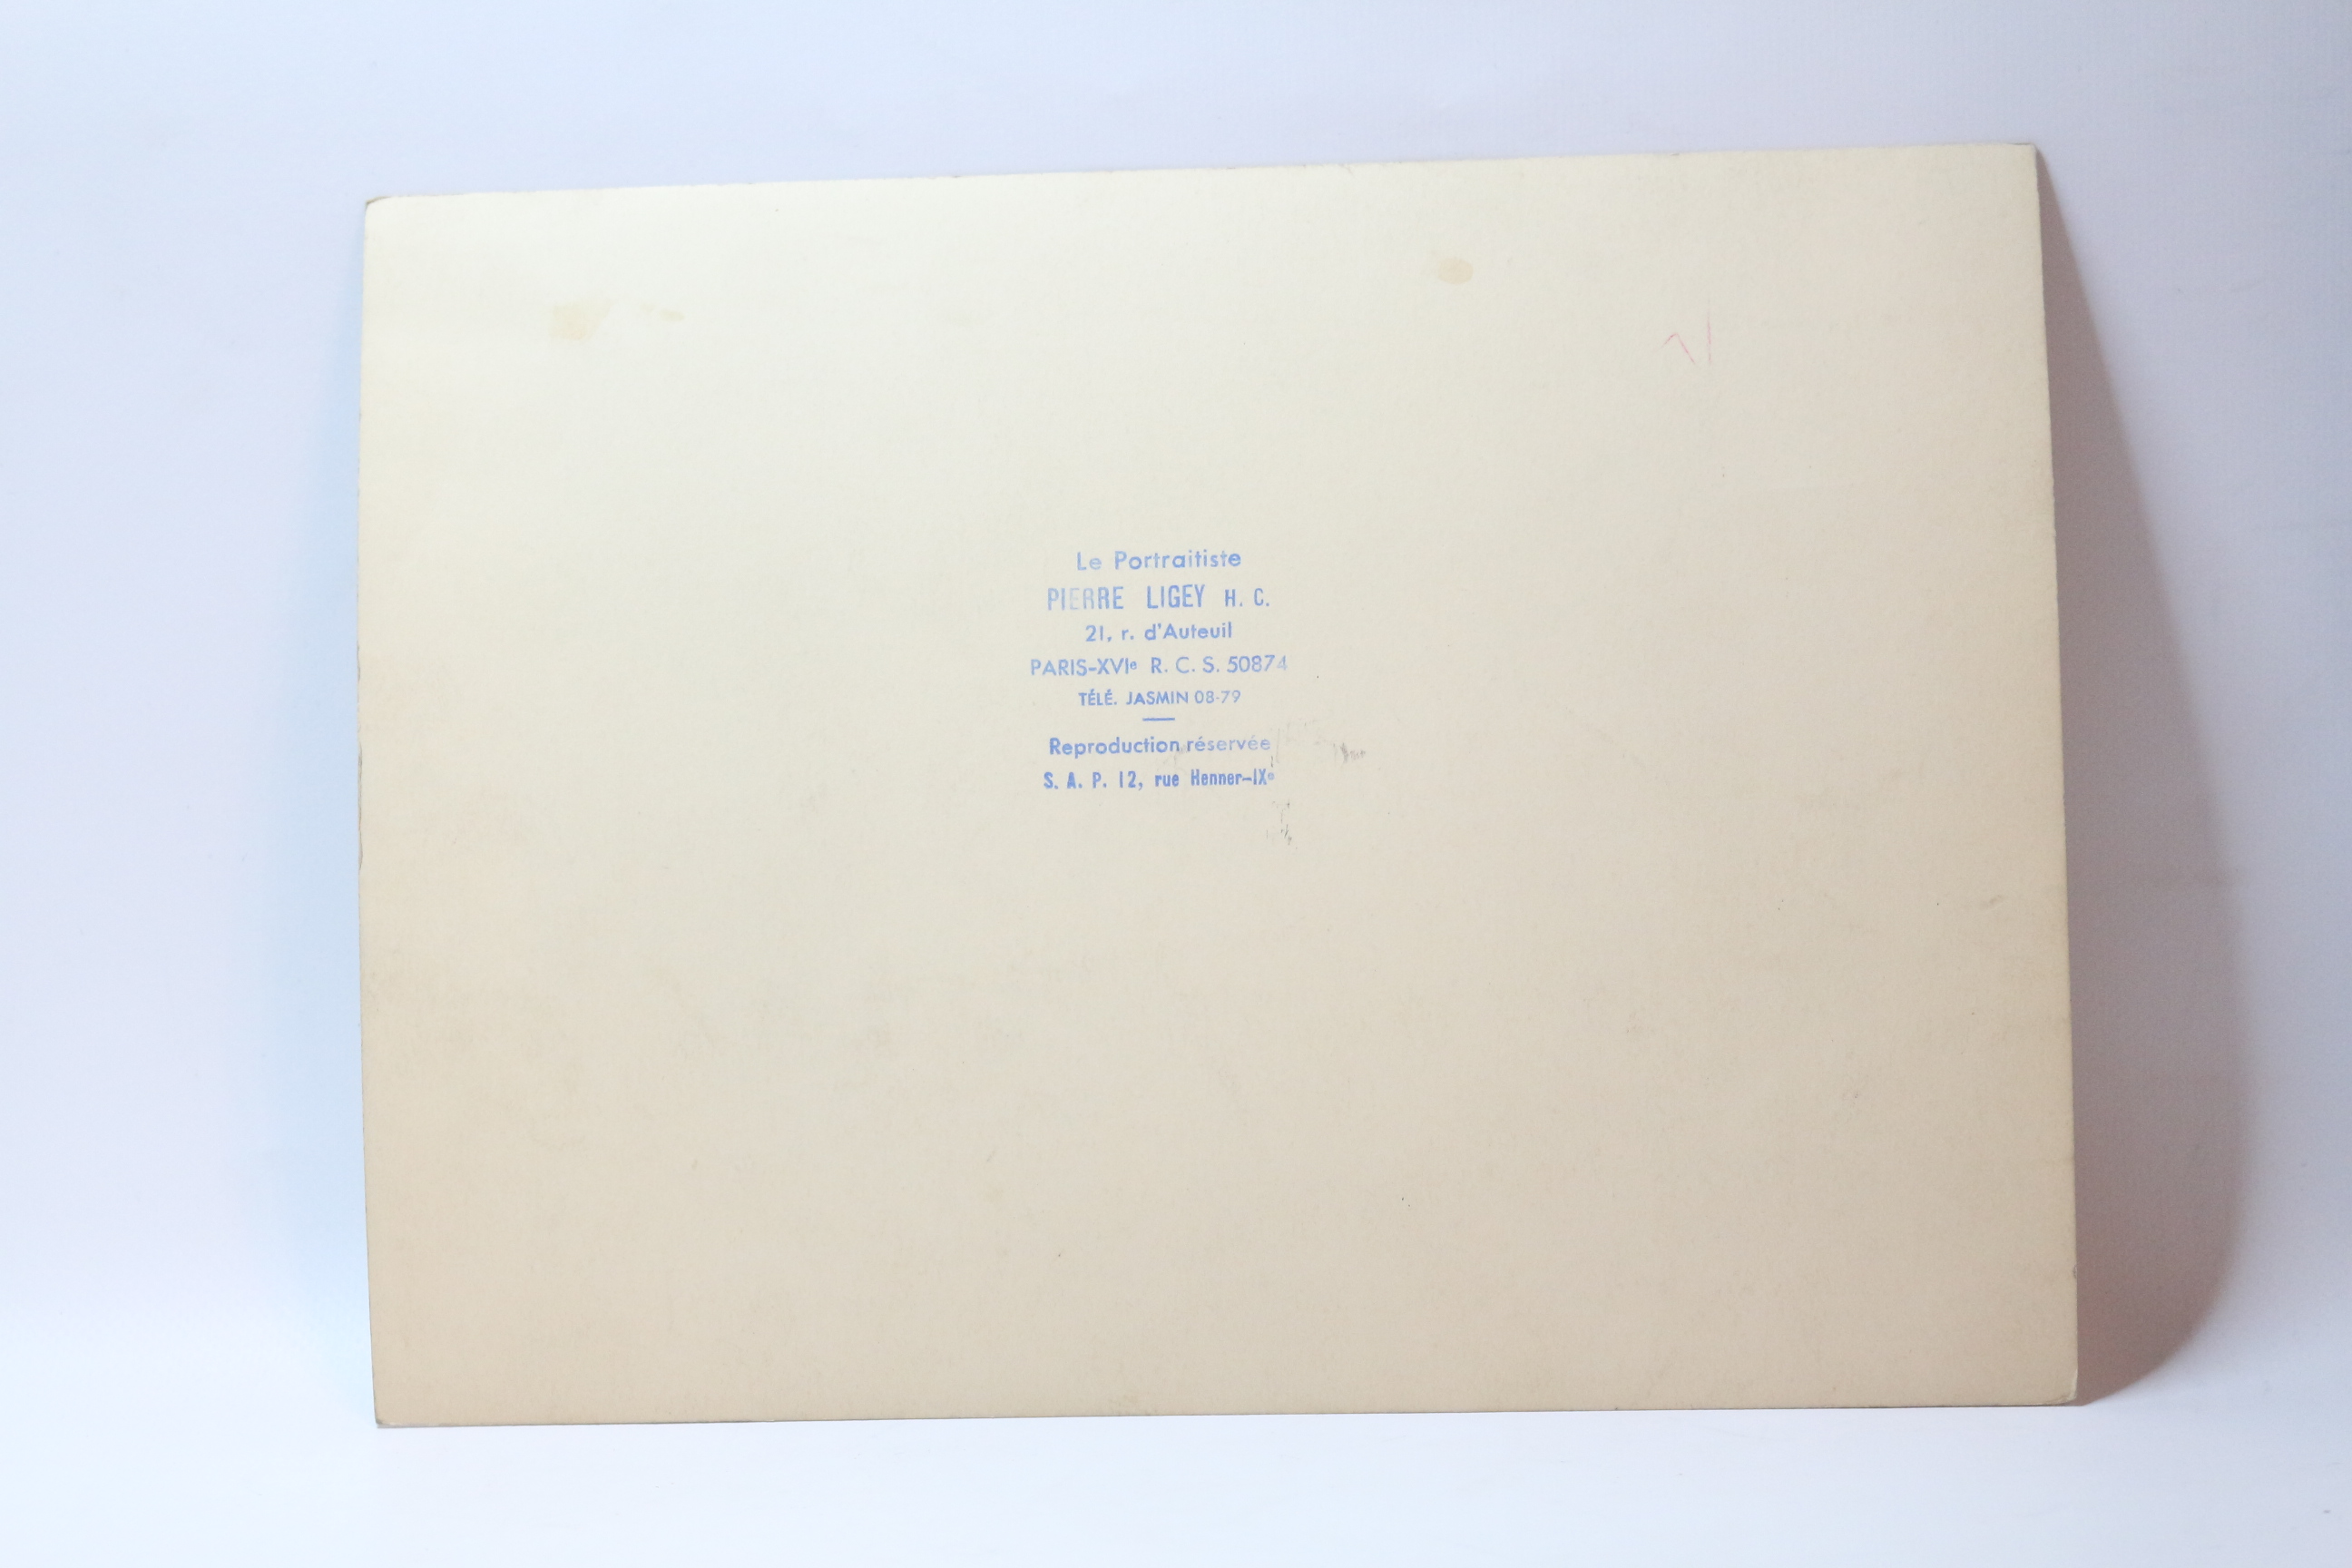 Le Portraitiste
PIERRE LIGEY H. C.
21, r. d'Auteuil
PARIS-XVIe R. C. S. 50874
TÉLÉ. JASMIN 08-79
Reproduction réservée
S. A. P. 12, rue Henner-IXe